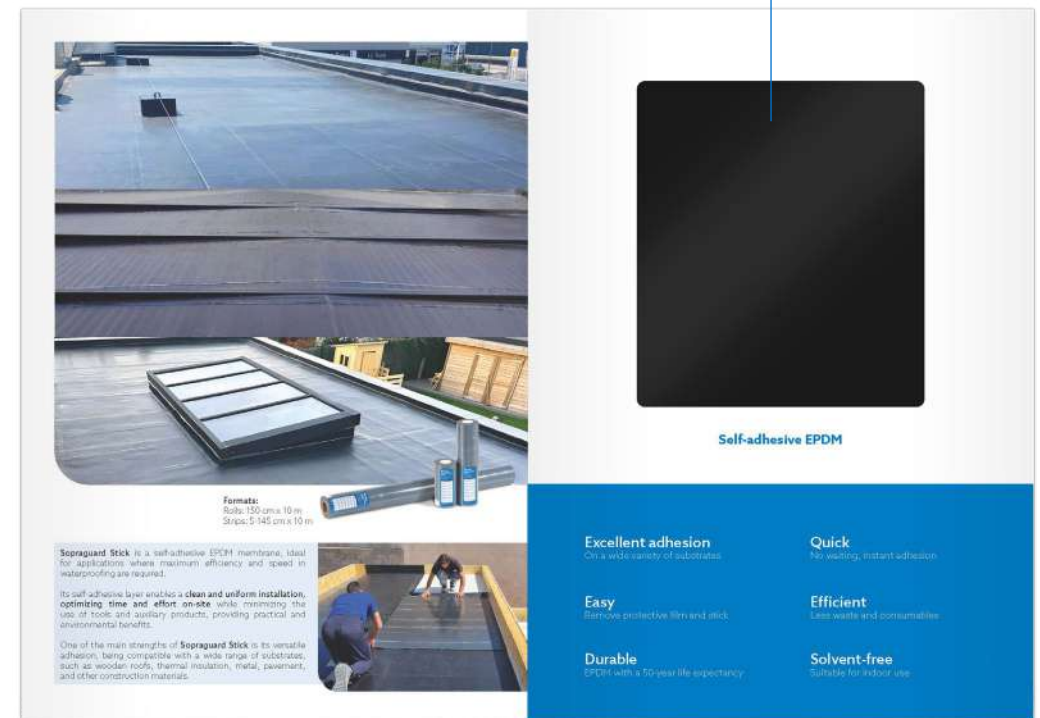 Formats:
Rolls: 150 cm x 10 m
Strips: 5-145 cm x 10 m
Sopraguard Stick is a self-adhesive EPDM membrane, ideal
for applications where maximum efficiency and speed in
waterproofing are required.
Its self-adhesive layer enables a clean and uniform installation,
optimizing time and effort on-site while minimizing the
use of tools and auxiliary products, providing practical and
environmental benefits.
One of the main strengths of Sopraguard Stick is its versatile
adhesion, being compatible with a wide range of substrates,
such as wooden roofs, thermal insulation, metal, pavement,
and other construction materials.
Self-adhesive EPDM
Excellent adhesion
On a wide variety of substrates
Quick
No waiting, instant adhesion
Easy
Remove protective film and stick
Efficient
Less waste and consumables
Durable
EPDM with a 50-year life expectancy
Solvent-free
Suitable for indoor use